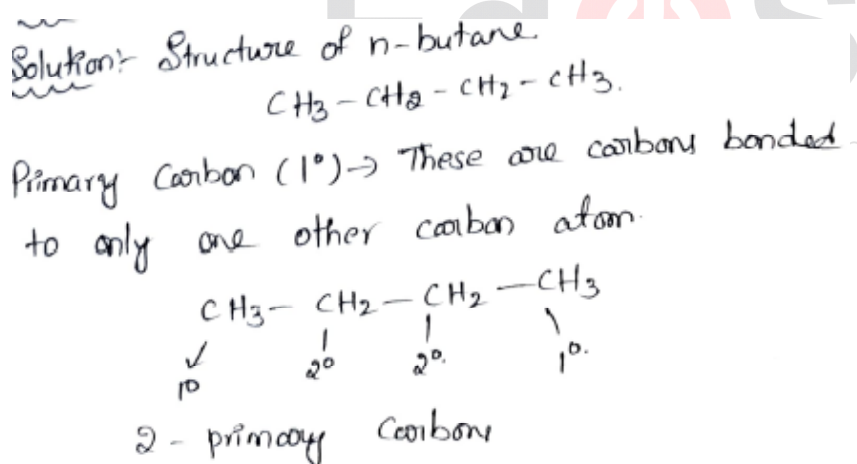 Solution:- Structure of n-butane
CH3 - CH2 - CH2 - CH3.
Primary Carbon (1°) → These are carbons bonded
to only one other carbon atom.
CH3 - CH2 - CH2 - CH3
1° 2° 2°. 1°.
2 - primary Carbons